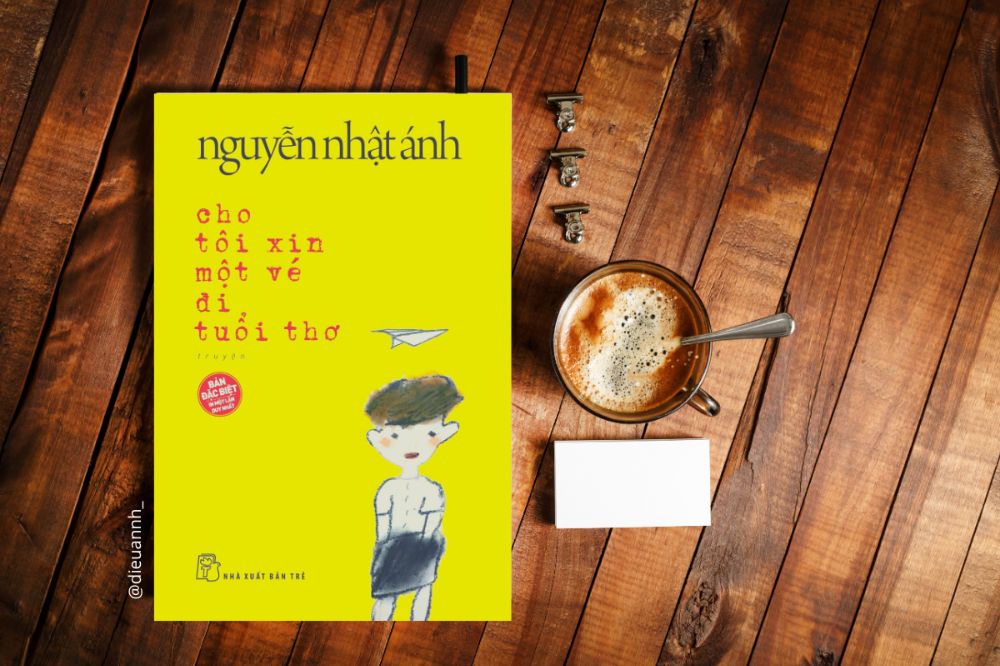 nguyễn nhật ánh
cho
tôi xin
một vé
đi
tuổi thơ
truyện
BẢN
ĐẶC BIỆT
IN MỘT LẦN
DUY NHẤT
NHÀ XUẤT BẢN TRẺ
@dieuannh_